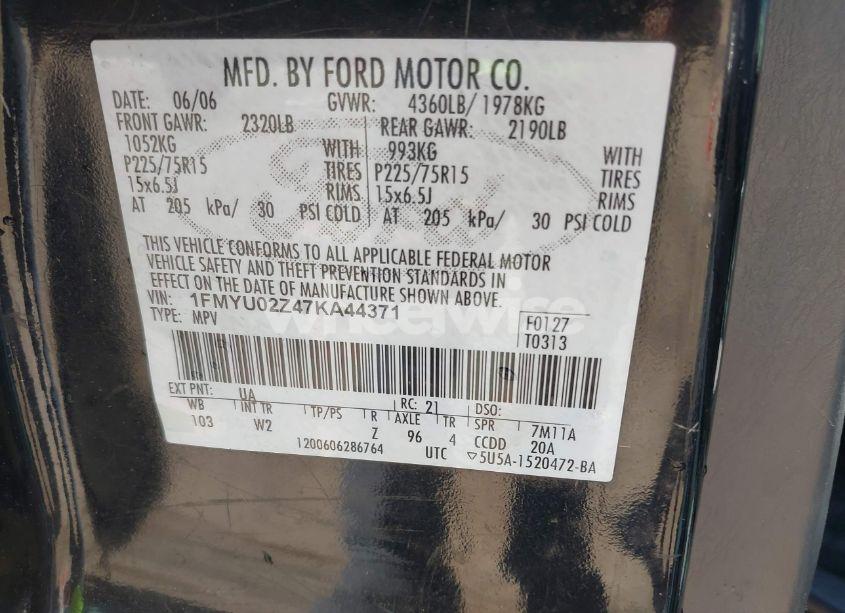 MFD. BY FORD MOTOR CO.
DATE: 06/06 GVWR: 4360LB/ 1978KG
FRONT GAWR: 2320LB REAR GAWR: 2190LB
1052KG WITH 993KG WITH
P225/75R15 TIRES P225/75R15 TIRES
15x6.5J RIMS 15x6.5J RIMS
AT 205 kPa/ 30 PSI COLD AT 205 kPa/ 30 PSI COLD
THIS VEHICLE CONFORMS TO ALL APPLICABLE FEDERAL MOTOR
VEHICLE SAFETY AND THEFT PREVENTION STANDARDS IN
EFFECT ON THE DATE OF MANUFACTURE SHOWN ABOVE.
VIN: 1FMYU02Z47KA44371
TYPE: MPV
F0127
T0313
wheelwise
EXT PNT: UA RC: 21 DSO:
WB INT TR TP/PS R AXLE TR SPR 7M11A
103 W2 Z 96 4 CCDD 20A
1200606286764 UTC ▽5U5A-1520472-BA
Ford